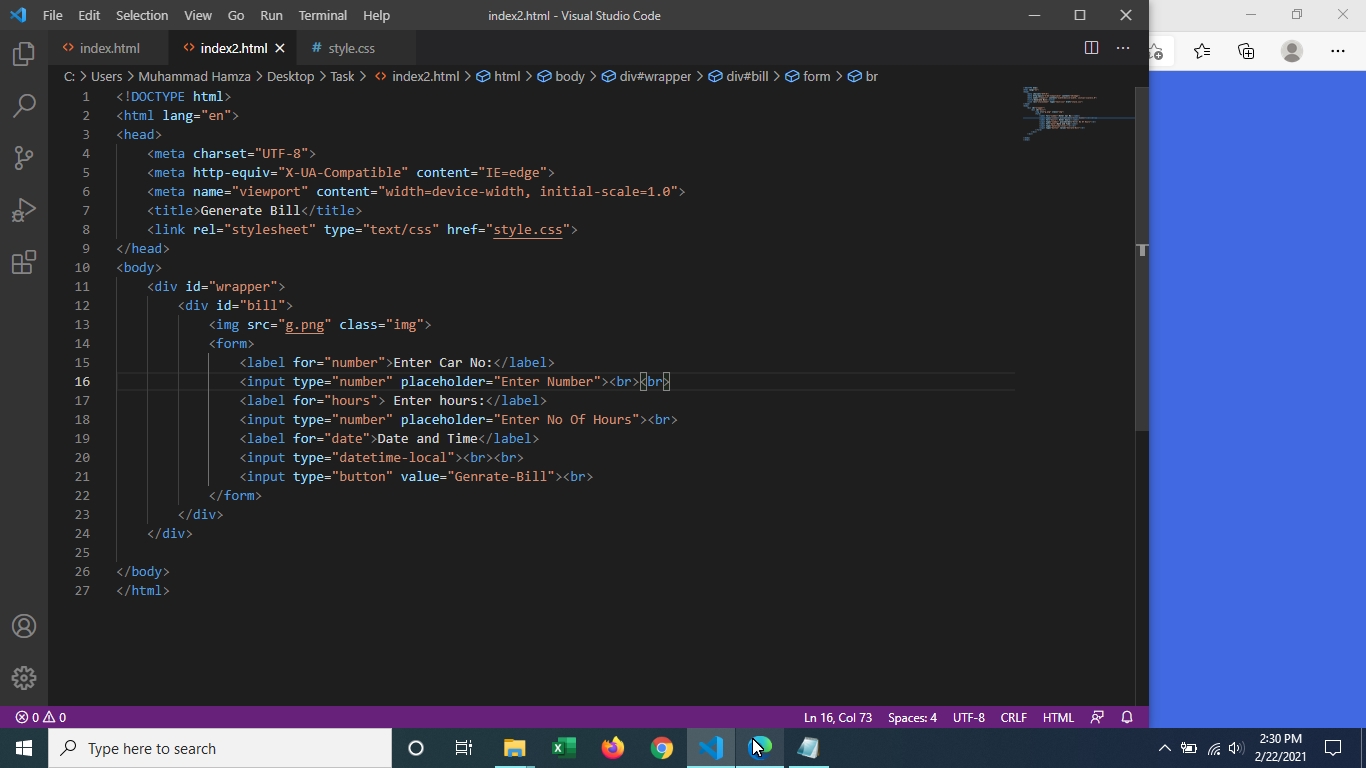 File Edit Selection View Go Run Terminal Help index2.html - Visual Studio Code
index.html index2.html style.css
C: > Users > Muhammad Hamza > Desktop > Task > index2.html > html > body > div#wrapper > div#bill > form > br
1 <!DOCTYPE html>
2 <html lang="en">
3 <head>
4 <meta charset="UTF-8">
5 <meta http-equiv="X-UA-Compatible" content="IE=edge">
6 <meta name="viewport" content="width=device-width, initial-scale=1.0">
7 <title>Generate Bill</title>
8 <link rel="stylesheet" type="text/css" href="style.css">
9 </head>
10 <body>
11 <div id="wrapper">
12 <div id="bill">
13 <img src="g.png" class="img">
14 <form>
15 <label for="number">Enter Car No:</label>
16 <input type="number" placeholder="Enter Number"><br><br>
17 <label for="hours"> Enter hours:</label>
18 <input type="number" placeholder="Enter No Of Hours"><br>
19 <label for="date">Date and Time</label>
20 <input type="datetime-local"><br><br>
21 <input type="button" value="Genrate-Bill"><br>
22 </form>
23 </div>
24 </div>
25
26 </body>
27 </html>
0 0 Ln 16, Col 73 Spaces: 4 UTF-8 CRLF HTML
Type here to search
2:30 PM
2/22/2021